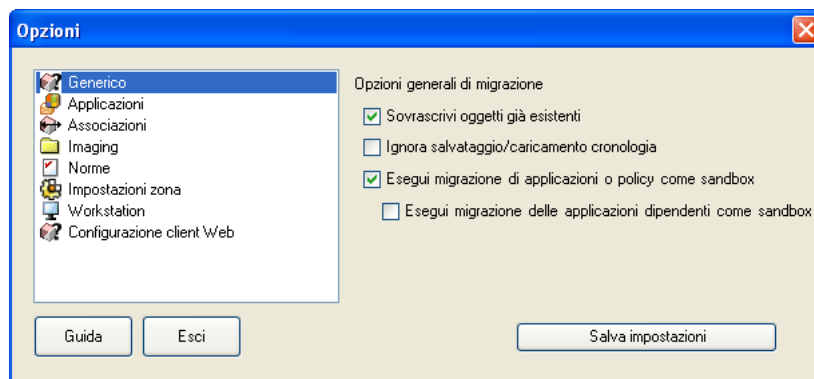 Opzioni
Generico
Applicazioni
Associazioni
Imaging
Norme
Impostazioni zona
Workstation
Configurazione client Web
Opzioni generali di migrazione
Sovrascrivi oggetti già esistenti
Ignora salvataggio/caricamento cronologia
Esegui migrazione di applicazioni o policy come sandbox
Esegui migrazione delle applicazioni dipendenti come sandbox
Guida
Esci
Salva impostazioni